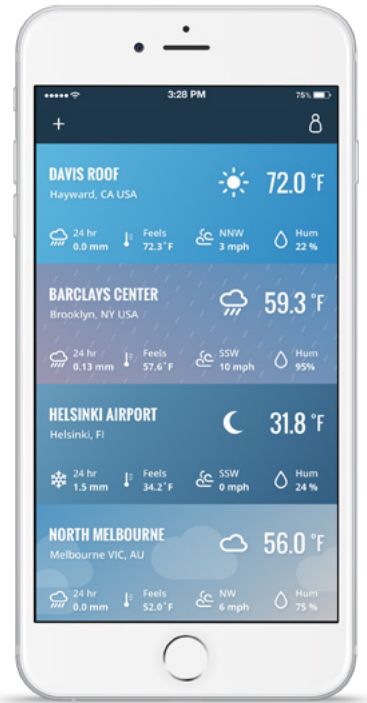 3:28 PM
75%
+
DAVIS ROOF
Hayward, CA USA
72.0 °F
24 hr
0.0 mm
Feels
72.3°F
NNW
3 mph
Hum
22 %
BARCLAYS CENTER
Brooklyn, NY USA
59.3 °F
24 hr
0.13 mm
Feels
57.6°F
SSW
10 mph
Hum
95%
HELSINKI AIRPORT
Helsinki, FI
31.8 °F
24 hr
1.5 mm
Feels
34.2°F
SSW
0 mph
Hum
24 %
NORTH MELBOURNE
Melbourne VIC, AU
56.0 °F
24 hr
0.0 mm
Feels
52.0°F
NW
6 mph
Hum
75 %